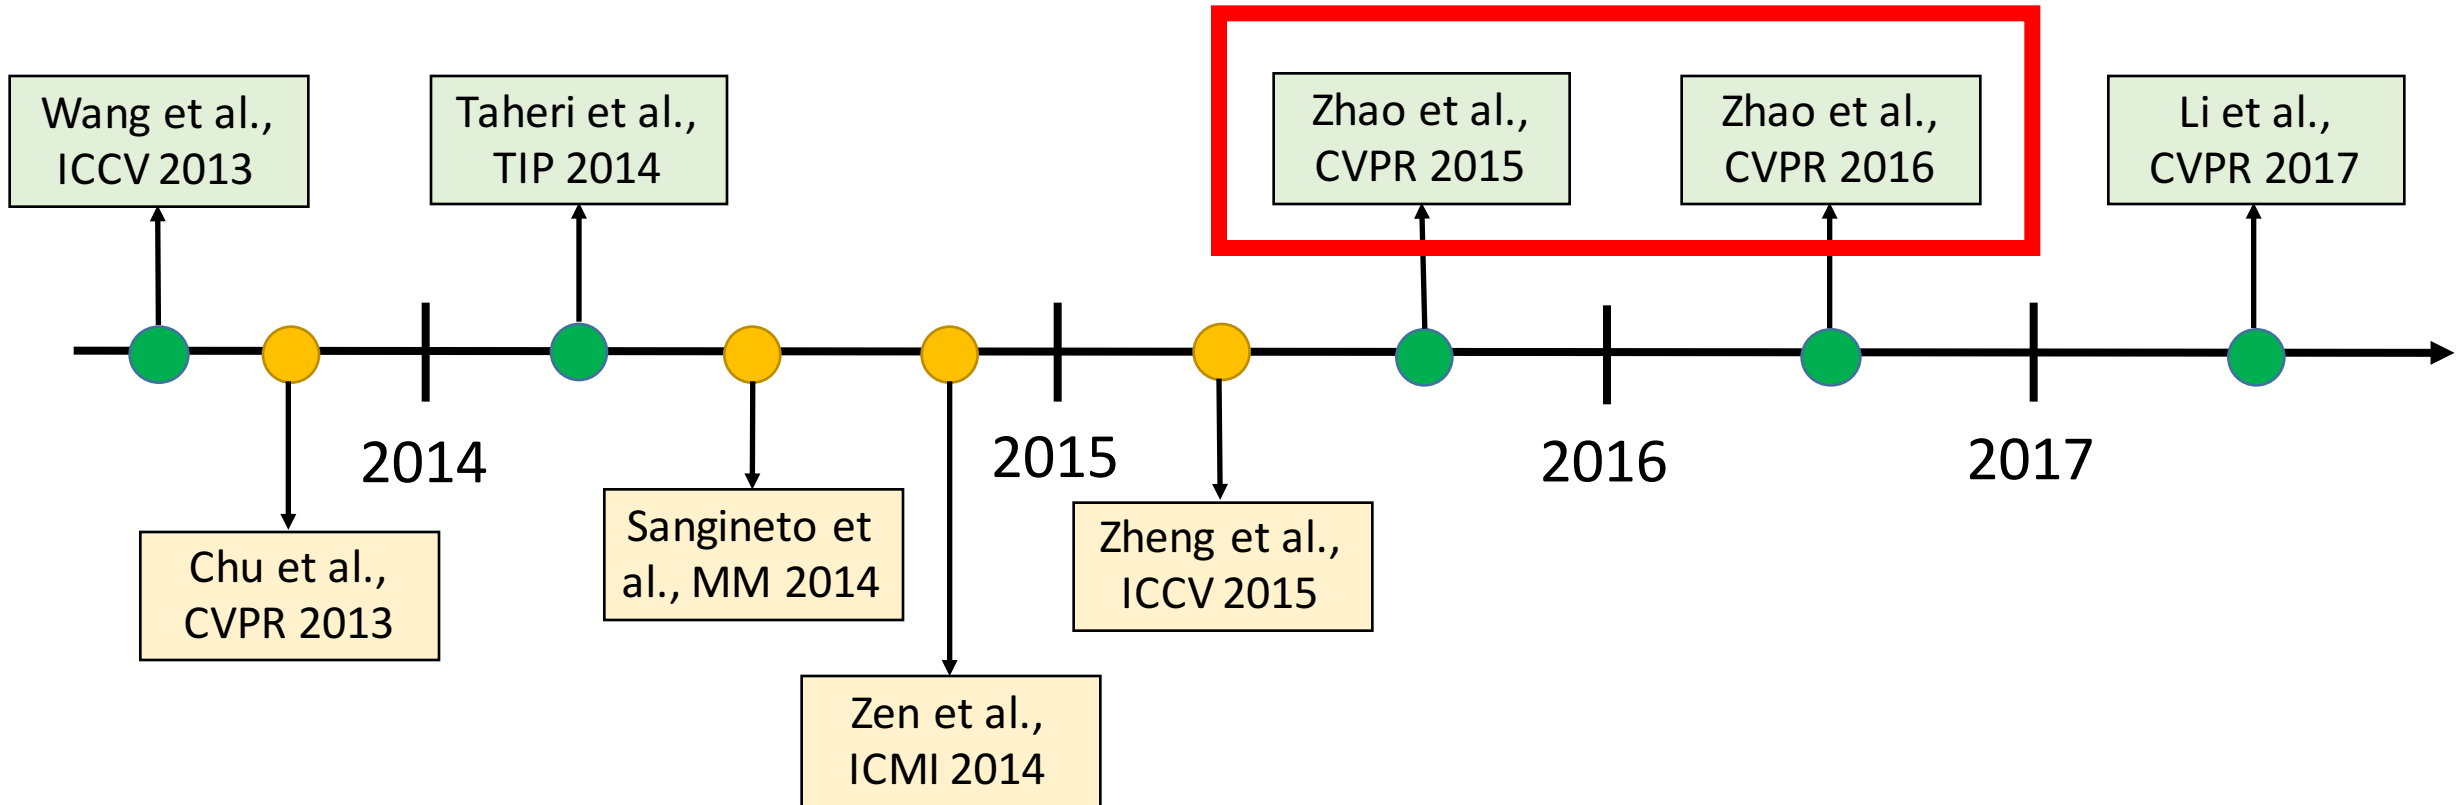 Wang et al.,
ICCV 2013
Taheri et al.,
TIP 2014
Zhao et al.,
CVPR 2015
Zhao et al.,
CVPR 2016
Li et al.,
CVPR 2017
2014
2015
2016
2017
Chu et al.,
CVPR 2013
Sangineto et
al., MM 2014
Zen et al.,
ICMI 2014
Zheng et al.,
ICCV 2015